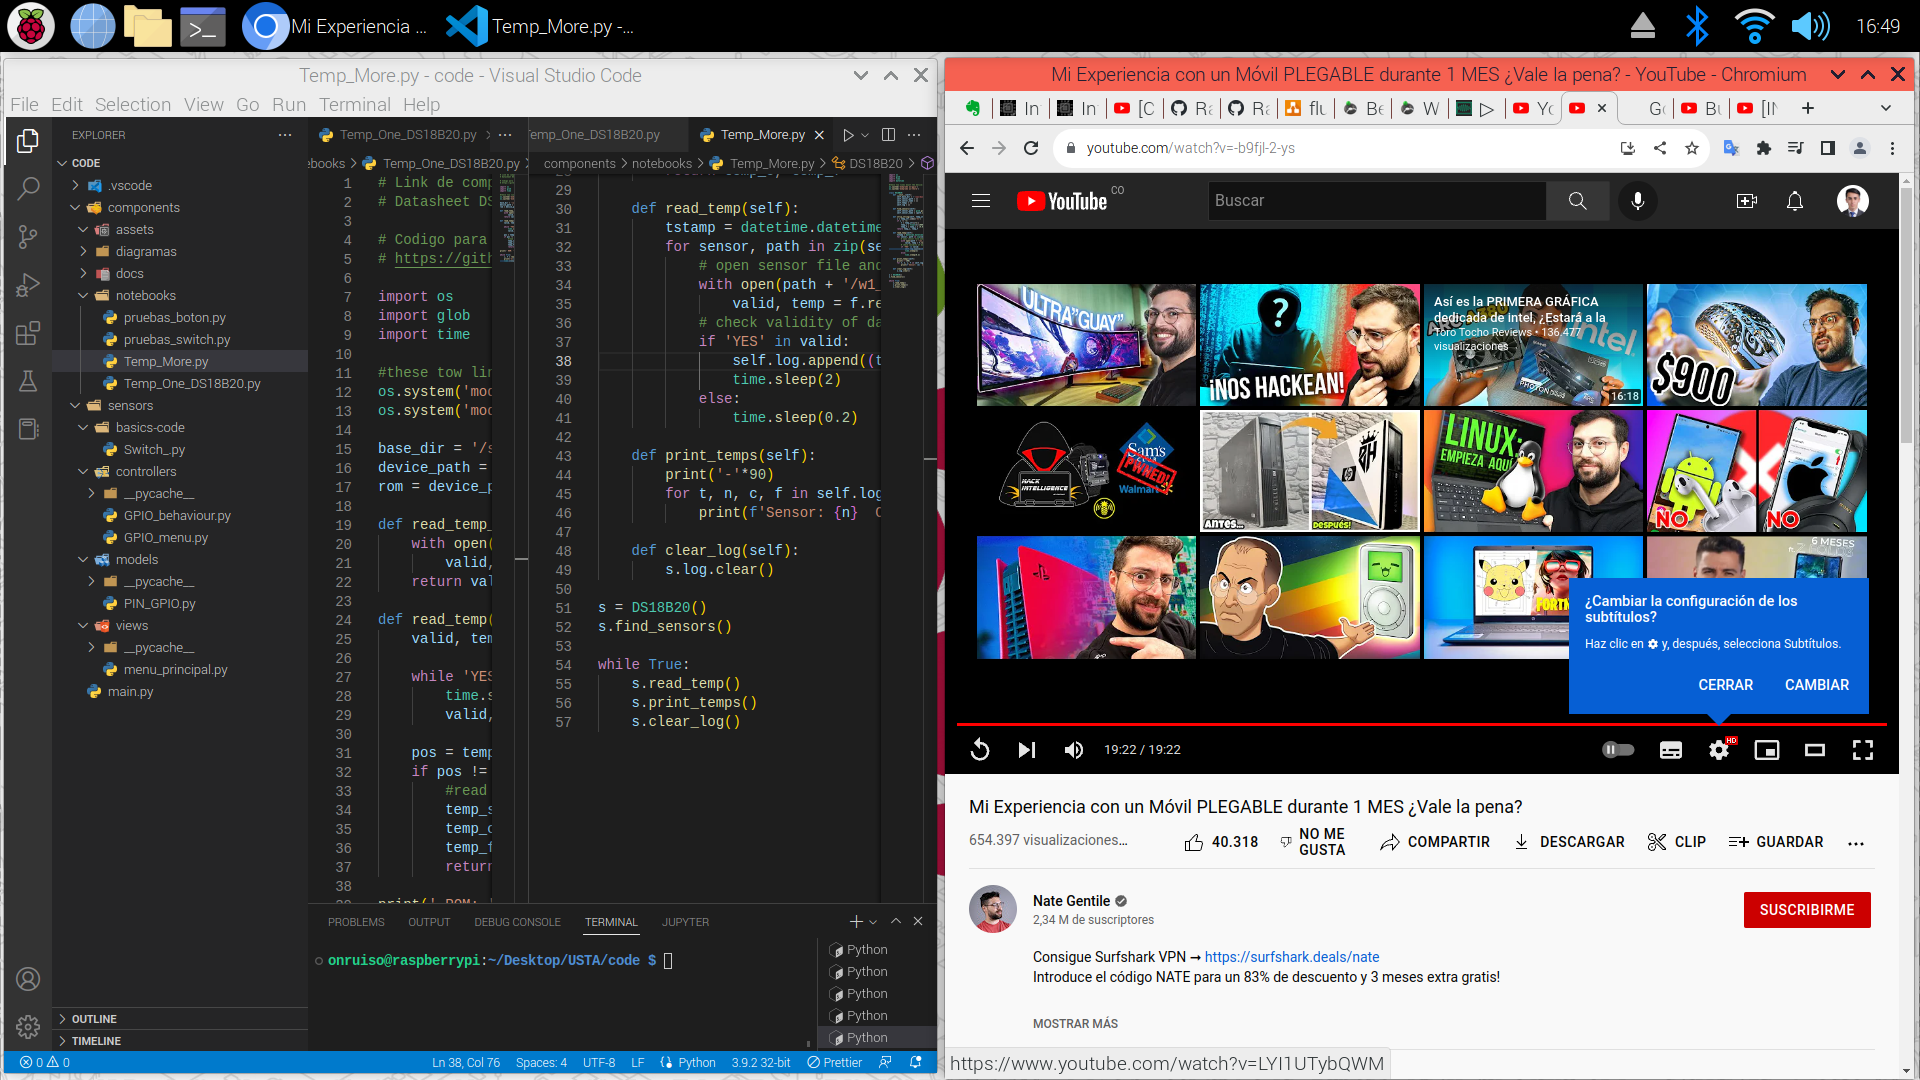 Mi Experiencia ...
Temp_More.py -...
16:49
Temp_More.py - code - Visual Studio Code
File Edit Selection View Go Run Terminal Help
EXPLORER
CODE
.vscode
components
assets
diagramas
docs
notebooks
pruebas_boton.py
pruebas_switch.py
Temp_More.py
Temp_One_DS18B20.py
sensors
basics-code
Switch_.py
controllers
__pycache__
GPIO_behaviour.py
GPIO_menu.py
models
__pycache__
PIN_GPIO.py
views
__pycache__
menu_principal.py
main.py
OUTLINE
TIMELINE
Temp_One_DS18B20.py
ebooks > Temp_One_DS18B20.py >
1 # Link de comp
2 # Datasheet DS
3
4 # Codigo para
5 # https://gith
6
7 import os
8 import glob
9 import time
10
11 #these tow lin
12 os.system('mod
13 os.system('mod
14
15 base_dir = '/s
16 device_path =
17 rom = device_p
18
19 def read_temp_
20 with open(
21 valid,
22 return val
23
24 def read_temp(
25 valid, tem
26
27 while 'YES
28 time.s
29 valid,
30
31 pos = temp
32 if pos !=
33 #read
34 temp_s
35 temp_c
36 temp_f
37 return
38
Temp_One_DS18B20.py
Temp_More.py
components > notebooks > Temp_More.py > DS18B20 >
29
30 def read_temp(self):
31 tstamp = datetime.datetime
32 for sensor, path in zip(se
33 # open sensor file and
34 with open(path + '/w1_
35 valid, temp = f.re
36 # check validity of da
37 if 'YES' in valid:
38 self.log.append((t
39 time.sleep(2)
40 else:
41 time.sleep(0.2)
42
43 def print_temps(self):
44 print('-'*90)
45 for t, n, c, f in self.log
46 print(f'Sensor: {n} C
47
48 def clear_log(self):
49 s.log.clear()
50
51 s = DS18B20()
52 s.find_sensors()
53
54 while True:
55 s.read_temp()
56 s.print_temps()
57 s.clear_log()
PROBLEMS OUTPUT DEBUG CONSOLE TERMINAL JUPYTER
onruiso@raspberrypi:~/Desktop/USTA/code $
Python
Python
Python
Python
Python
0 0 Ln 38, Col 76 Spaces: 4 UTF-8 LF Python 3.9.2 32-bit Prettier
Mi Experiencia con un Móvil PLEGABLE durante 1 MES ¿Vale la pena? - YouTube - Chromium
In In [C Ra Ra flu Be W Yo Go Bu [IN
youtube.com/watch?v=-b9fjl-2-ys
YouTube CO
Buscar
ULTRA"GUAY"
?
¡NOS HACKEAN!
Así es la PRIMERA GRÁFICA
dedicada de Intel, ¿Estará a la
Toro Tocho Reviews • 136.477
visualizaciones
16:18
$900
HACK
INTELLIGENCE
Sam's
PWNED!
Walmart
ANTES...
DESPUÉS!
LINUX:
EMPIEZA AQUÍ
NO
NO
FORTN
6 MESES
¿Cambiar la configuración de los
subtítulos?
Haz clic en y, después, selecciona Subtítulos.
CERRAR CAMBIAR
19:22 / 19:22
HD
Mi Experiencia con un Móvil PLEGABLE durante 1 MES ¿Vale la pena?
654.397 visualizaciones...
40.318
NO ME
GUSTA
COMPARTIR
DESCARGAR
CLIP
GUARDAR
Nate Gentile
2,34 M de suscriptores
SUSCRIBIRME
Consigue Surfshark VPN ➞ https://surfshark.deals/nate
Introduce el código NATE para un 83% de descuento y 3 meses extra gratis!
MOSTRAR MÁS
https://www.youtube.com/watch?v=LYI1UTybQWM